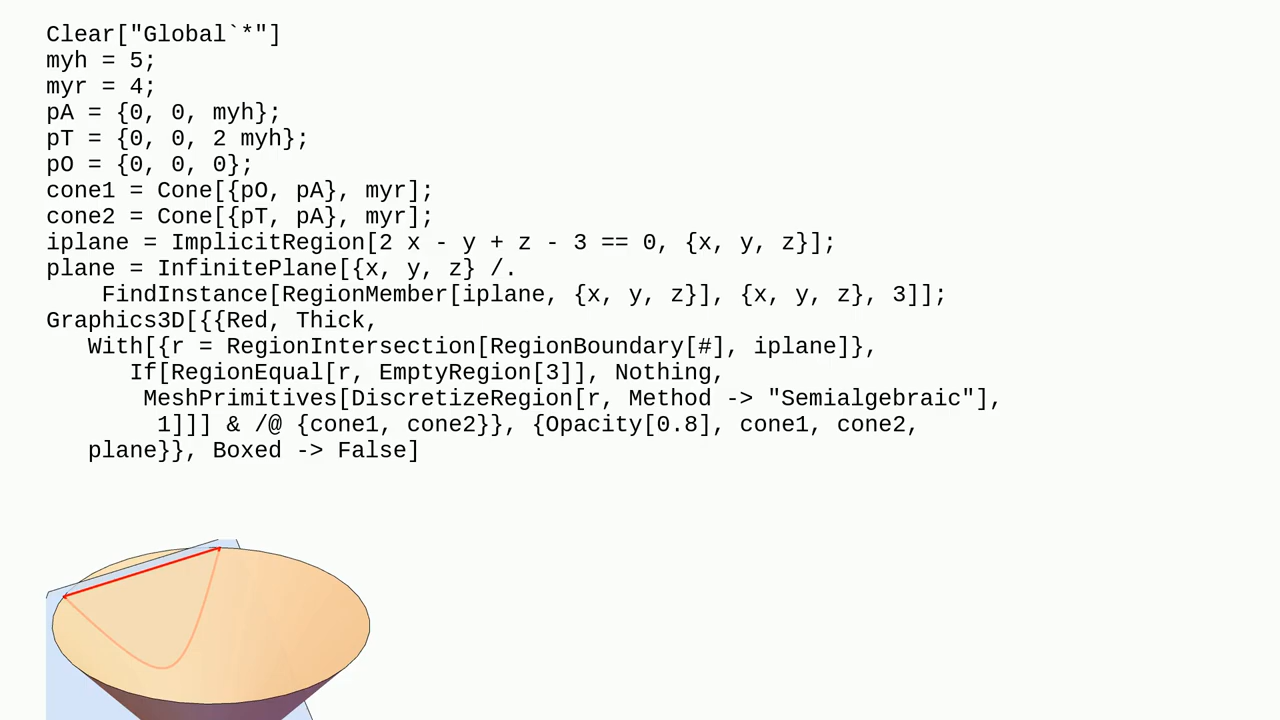 Clear["Global`*"]
myh = 5;
myr = 4;
pA = {0, 0, myh};
pT = {0, 0, 2 myh};
pO = {0, 0, 0};
cone1 = Cone[{pO, pA}, myr];
cone2 = Cone[{pT, pA}, myr];
iplane = ImplicitRegion[2 x - y + z - 3 == 0, {x, y, z}];
plane = InfinitePlane[{x, y, z} /.
    FindInstance[RegionMember[iplane, {x, y, z}], {x, y, z}, 3]];
Graphics3D[{{Red, Thick,
   With[{r = RegionIntersection[RegionBoundary[#], iplane]},
      If[RegionEqual[r, EmptyRegion[3]], Nothing,
       MeshPrimitives[DiscretizeRegion[r, Method -> "Semialgebraic"],
        1]]] & /@ {cone1, cone2}}, {Opacity[0.8], cone1, cone2,
   plane}}, Boxed -> False]